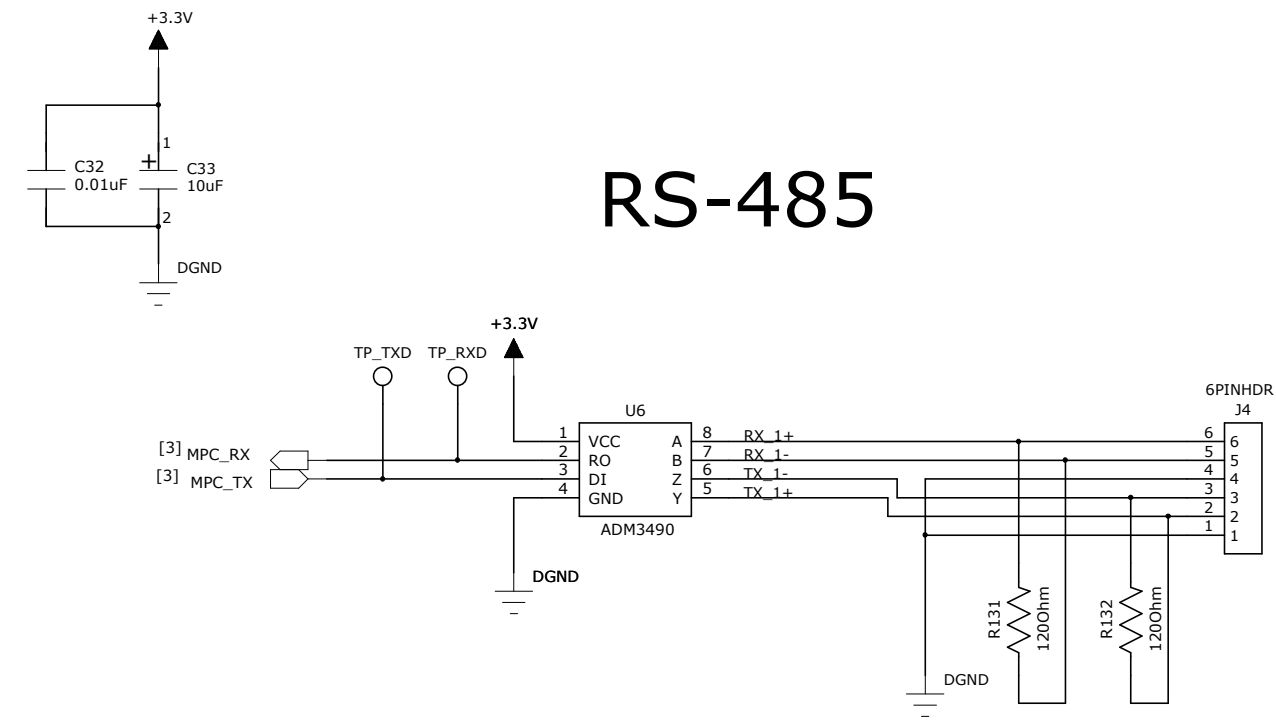 +3.3V
1
+
C32
0.01uF
C33
10uF
2
DGND
RS-485
+3.3V
TP_TXD
TP_RXD
6PINHDR
J4
U6
[3] MPC_RX
[3] MPC_TX
1 VCC A 8 RX_1+ 6 6
2 RO B 7 RX_1- 5 5
3 DI Z 6 TX_1- 4 4
4 GND Y 5 TX_1+ 3 3
2 2
1 1
ADM3490
DGND
R131
120Ohm
R132
120Ohm
DGND